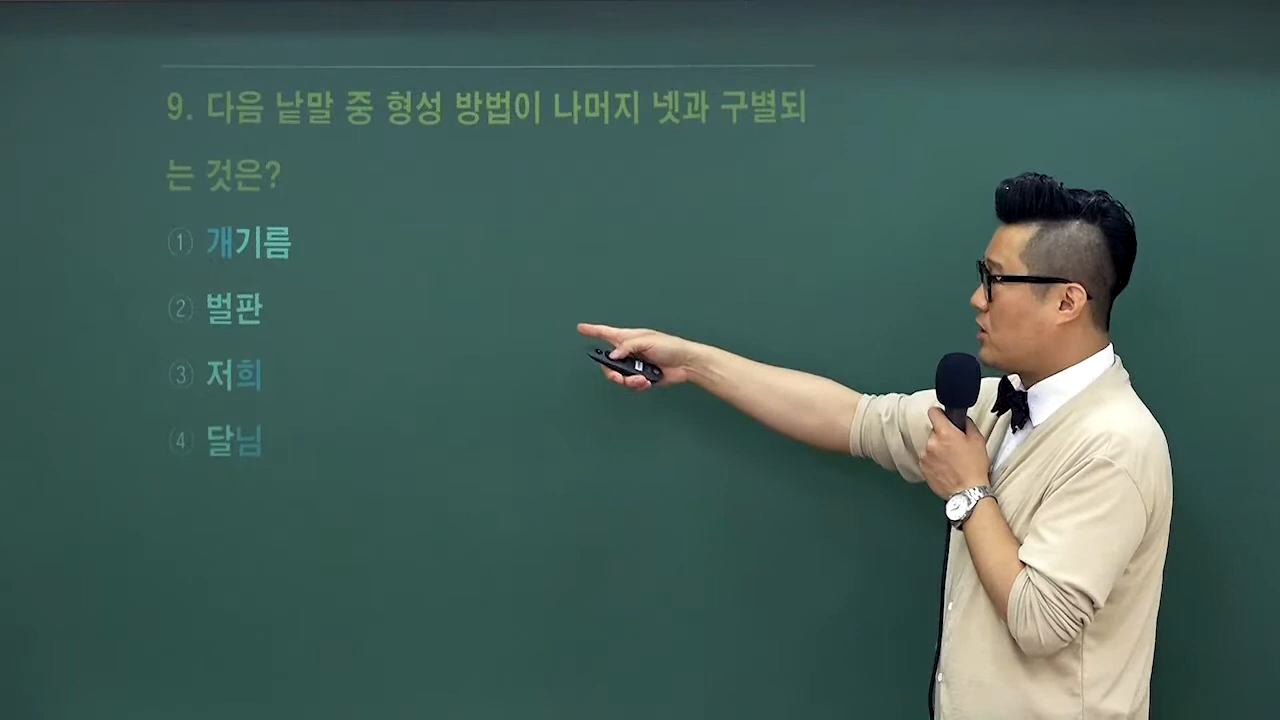 9. 다음 낱말 중 형성 방법이 나머지 넷과 구별되
는 것은?
① 개기름
② 벌판
③ 저희
④ 달님